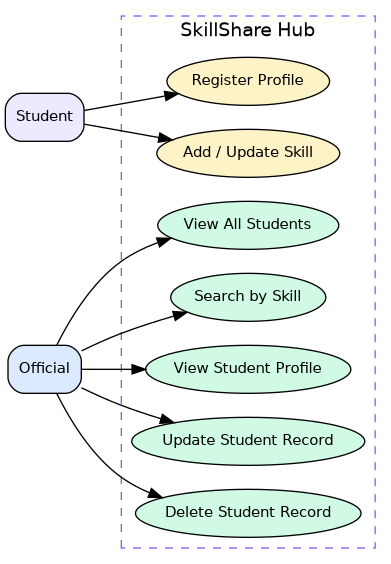 SkillShare Hub
Register Profile
Student
Add / Update Skill
View All Students
Search by Skill
Official
View Student Profile
Update Student Record
Delete Student Record